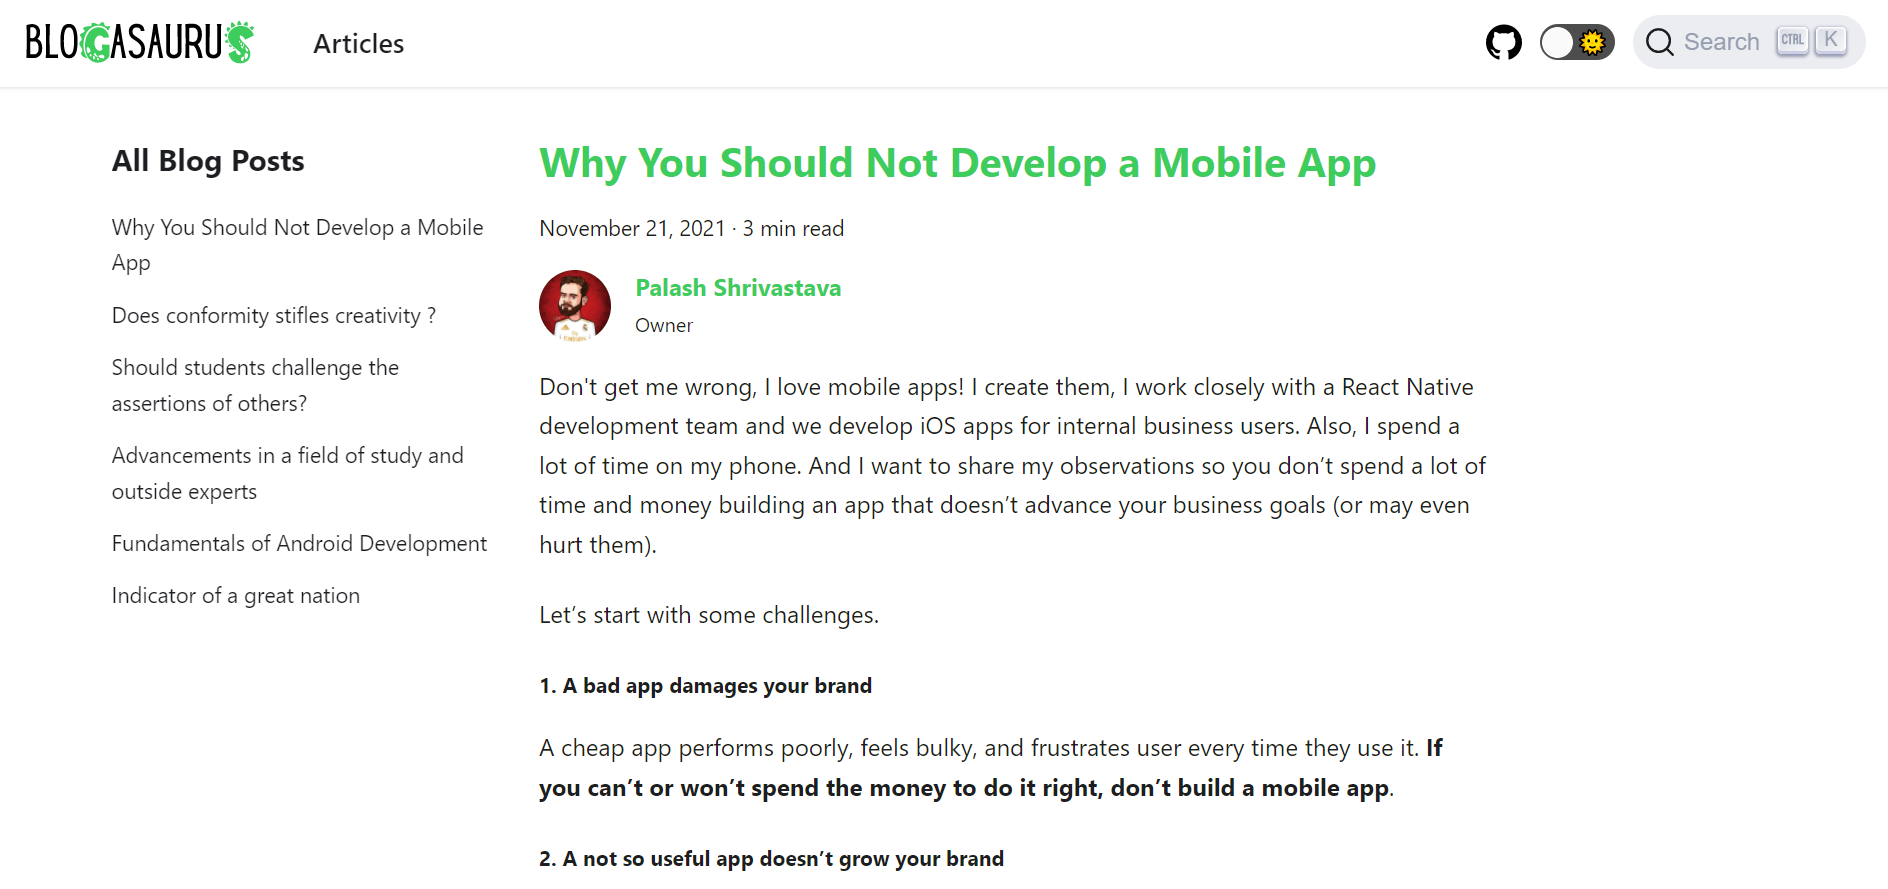 BLOGASAURUS Articles Search CTRL K
All Blog Posts
Why You Should Not Develop a Mobile
App
Does conformity stifles creativity ?
Should students challenge the
assertions of others?
Advancements in a field of study and
outside experts
Fundamentals of Android Development
Indicator of a great nation
Why You Should Not Develop a Mobile App
November 21, 2021 · 3 min read
Palash Shrivastava
Owner
Don't get me wrong, I love mobile apps! I create them, I work closely with a React Native
development team and we develop iOS apps for internal business users. Also, I spend a
lot of time on my phone. And I want to share my observations so you don’t spend a lot of
time and money building an app that doesn’t advance your business goals (or may even
hurt them).
Let’s start with some challenges.
1. A bad app damages your brand
A cheap app performs poorly, feels bulky, and frustrates user every time they use it. If
you can’t or won’t spend the money to do it right, don’t build a mobile app.
2. A not so useful app doesn’t grow your brand